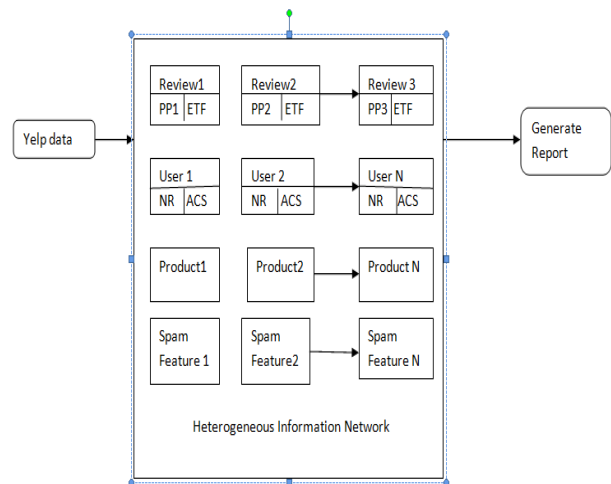 Yelp data
Review1
PP1 ETF
Review2
PP2 ETF
Review 3
PP3 ETF
User 1
NR ACS
User 2
NR ACS
User N
NR ACS
Product1
Product2
Product N
Spam
Feature 1
Spam
Feature2
Spam
Feature N
Heterogeneous Information Network
Generate
Report